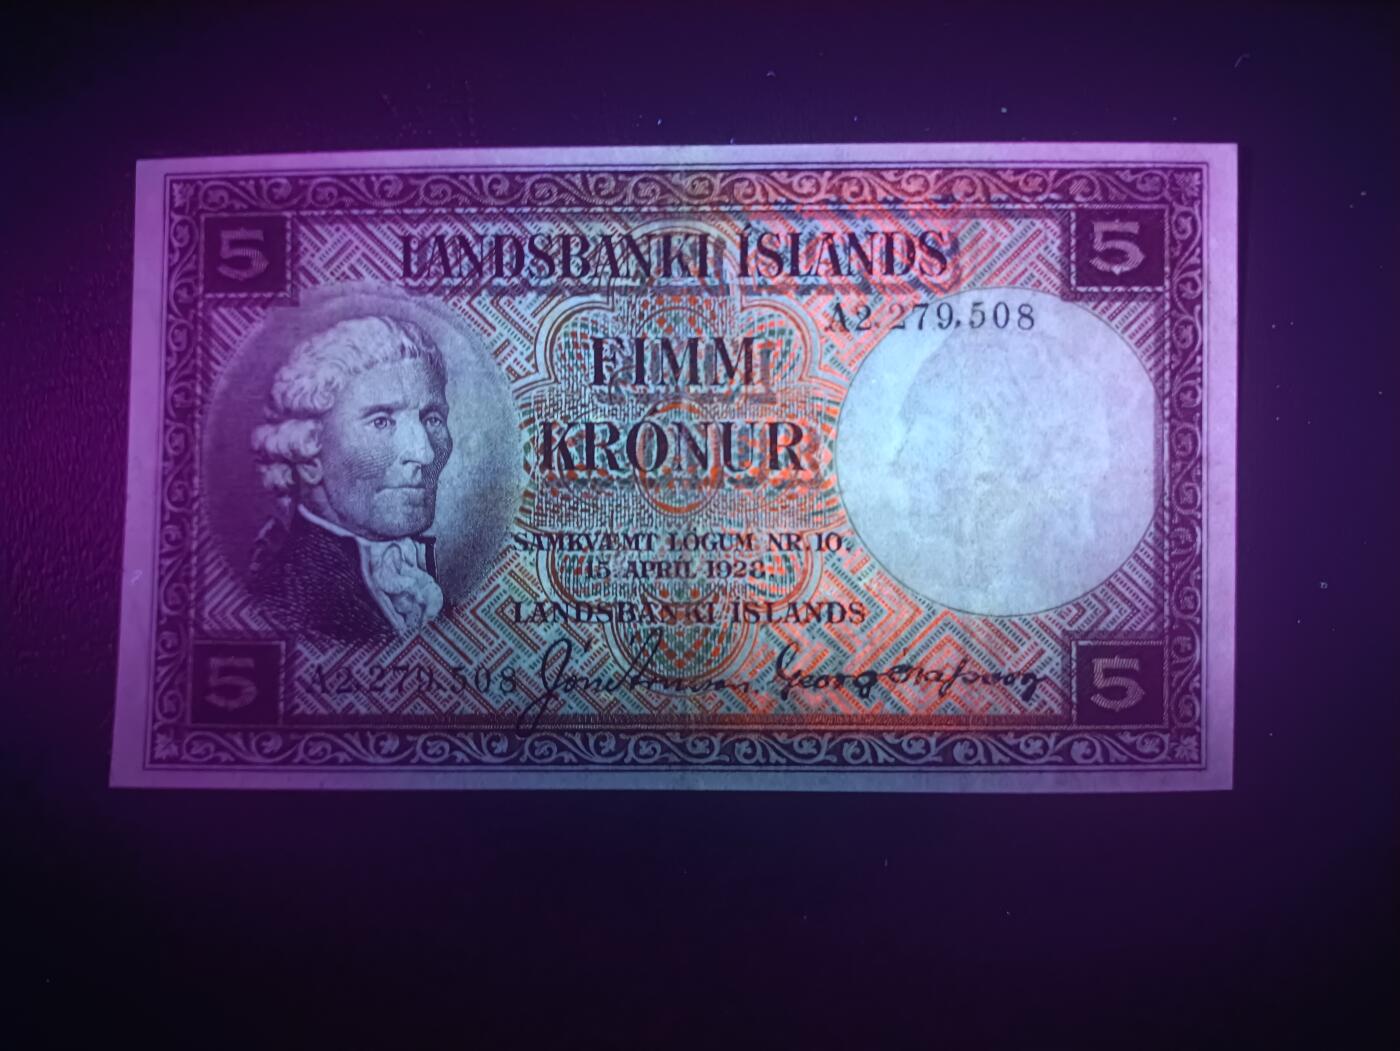 5 5
LANDSBANKI ÍSLANDS
A2,279,508
FIMM
KRÓNUR
SAMKVÆMT LÖGUM NR. 10.
15. APRÍL 1928
LANDSBANKI ÍSLANDS
A2,279,508
5 5